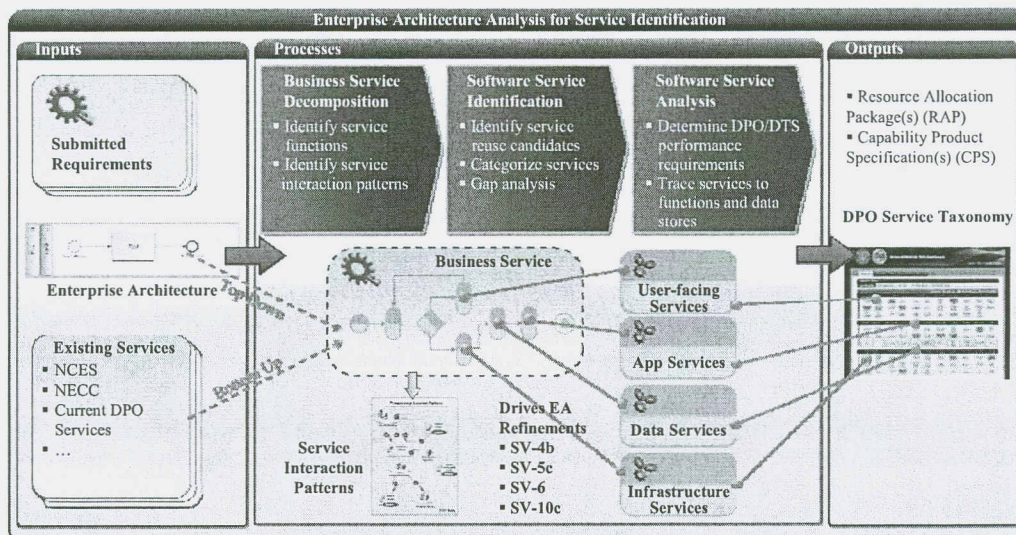 Enterprise Architecture Analysis for Service Identification
Inputs
Submitted
Requirements
Enterprise Architecture
Existing Services
▪ NCES
▪ NECC
▪ Current DPO
Services
▪ ...
Top Down
Bottom Up
Processes
Business Service
Decomposition
▪ Identify service
functions
▪ Identify service
interaction patterns
Software Service
Identification
▪ Identify service
reuse candidates
▪ Categorize services
▪ Gap analysis
Software Service
Analysis
▪ Determine DPO/DTS
performance
requirements
▪ Trace services to
functions and data
stores
Business Service
Service
Interaction
Patterns
Drives EA
Refinements
▪ SV-4b
▪ SV-5c
▪ SV-6
▪ SV-10c
User-facing
Services
App Services
Data Services
Infrastructure
Services
Outputs
▪ Resource Allocation
Package(s) (RAP)
▪ Capability Product
Specification(s) (CPS)
DPO Service Taxonomy